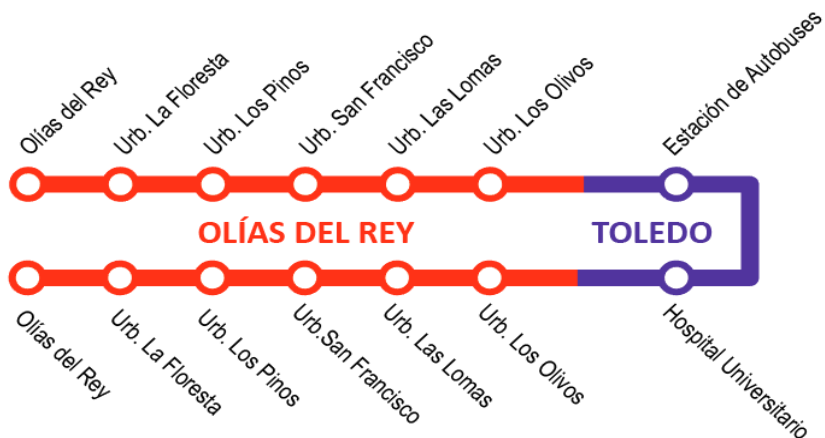 Olías del Rey
Urb. La Floresta
Urb. Los Pinos
Urb. San Francisco
Urb. Las Lomas
Urb. Los Olivos
Estación de Autobuses
OLÍAS DEL REY
TOLEDO
Olías del Rey
Urb. La Floresta
Urb. Los Pinos
Urb.San Francisco
Urb. Las Lomas
Urb. Los Olivos
Hospital Universitario